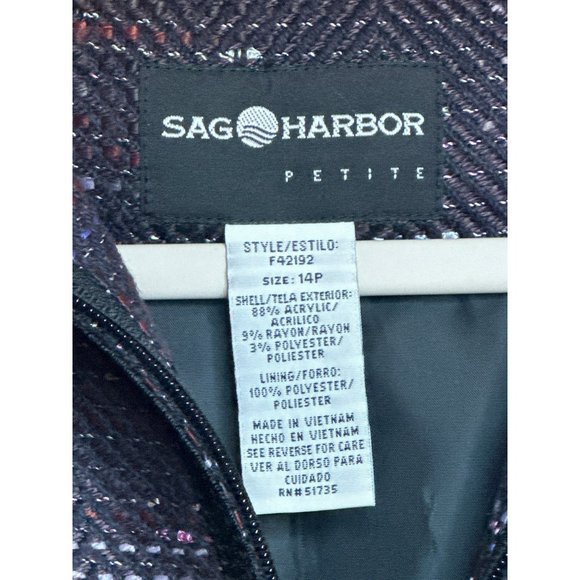 SAG HARBOR
PETITE
STYLE/ESTILO:
F42192
SIZE: 14P
SHELL/TELA EXTERIOR:
88% ACRYLIC/
ACRILICO
9% RAYON/RAYON
3% POLYESTER/
POLIESTER
LINING/FORRO:
100% POLYESTER/
POLIESTER
MADE IN VIETNAM
HECHO EN VIETNAM
SEE REVERSE FOR CARE
VER AL DORSO PARA
CUIDADO
RN#51735